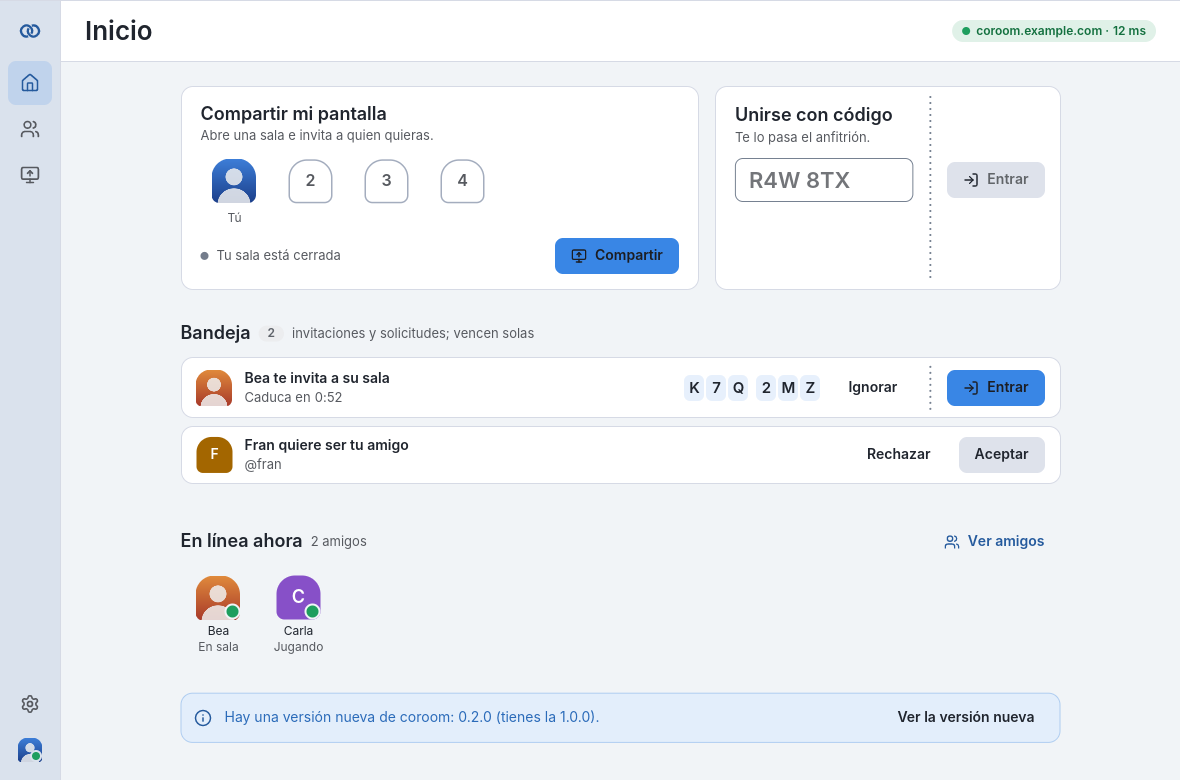 Inicio
coroom.example.com · 12 ms
Compartir mi pantalla
Abre una sala e invita a quien quieras.
2
3
4
Tú
Tu sala está cerrada
Compartir
Unirse con código
Te lo pasa el anfitrión.
R4W 8TX
Entrar
Bandeja 2 invitaciones y solicitudes; vencen solas
Bea te invita a su sala
Caduca en 0:52
K 7 Q 2 M Z
Ignorar
Entrar
F
Fran quiere ser tu amigo
@fran
Rechazar
Aceptar
En línea ahora 2 amigos
Ver amigos
C
Bea
En sala
Carla
Jugando
Hay una versión nueva de coroom: 0.2.0 (tienes la 1.0.0).
Ver la versión nueva